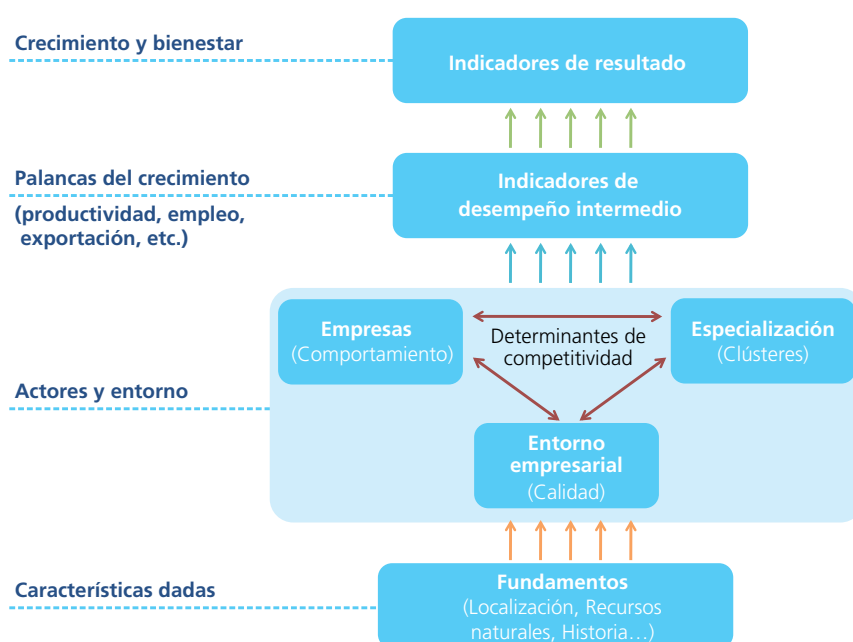 Crecimiento y bienestar
Indicadores de resultado
Palancas del crecimiento
(productividad, empleo,
exportación, etc.)
Indicadores de
desempeño intermedio
Empresas
(Comportamiento)
Determinantes de
competitividad
Especialización
(Clústeres)
Actores y entorno
Entorno
empresarial
(Calidad)
Características dadas
Fundamentos
(Localización, Recursos
naturales, Historia…)